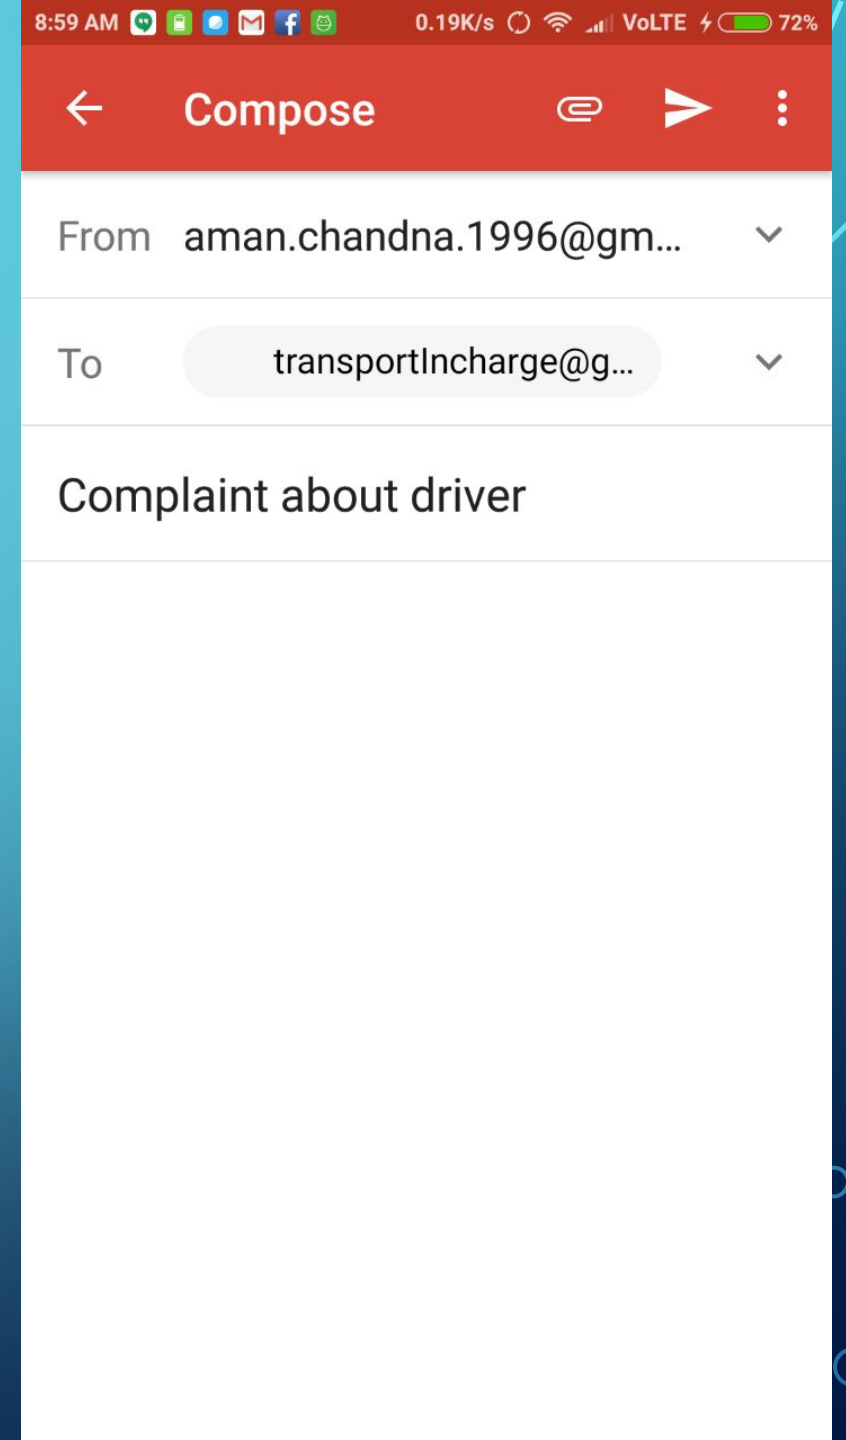 8:59 AM 0.19K/s VoLTE 72%
Compose
From aman.chandna.1996@gm...
To transportIncharge@g...
Complaint about driver